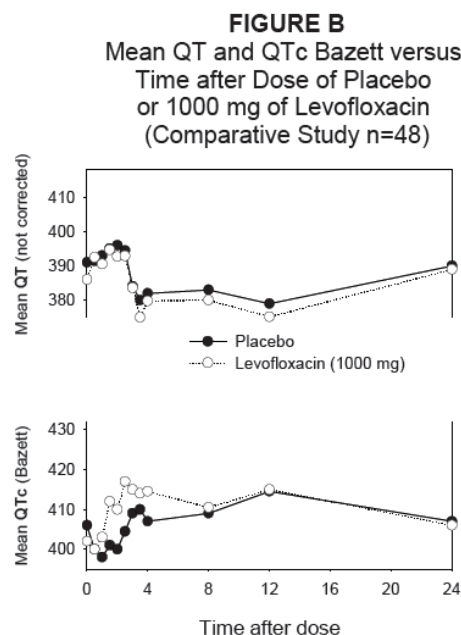 FIGURE B
Mean QT and QTc Bazett versus
Time after Dose of Placebo
or 1000 mg of Levofloxacin
(Comparative Study n=48)
Mean QT (not corrected)
410
400
390
380
Placebo
Levofloxacin (1000 mg)
Mean QTc (Bazett)
430
420
410
400
0 4 8 12 16 20 24
Time after dose